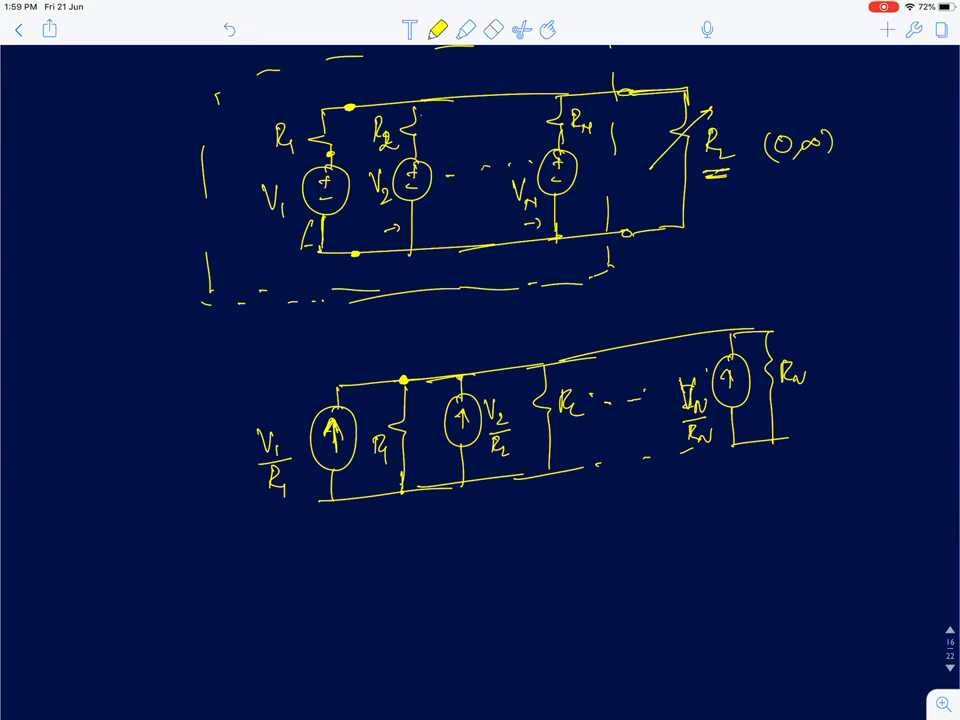 1:59 PM Fri 21 Jun
72%
T
R1 R2 RN RL (0,∞)
V1 V2 VN
+ - + - + -
V1/R1 R1 V2/R2 R2 VN/RN RN
16
22